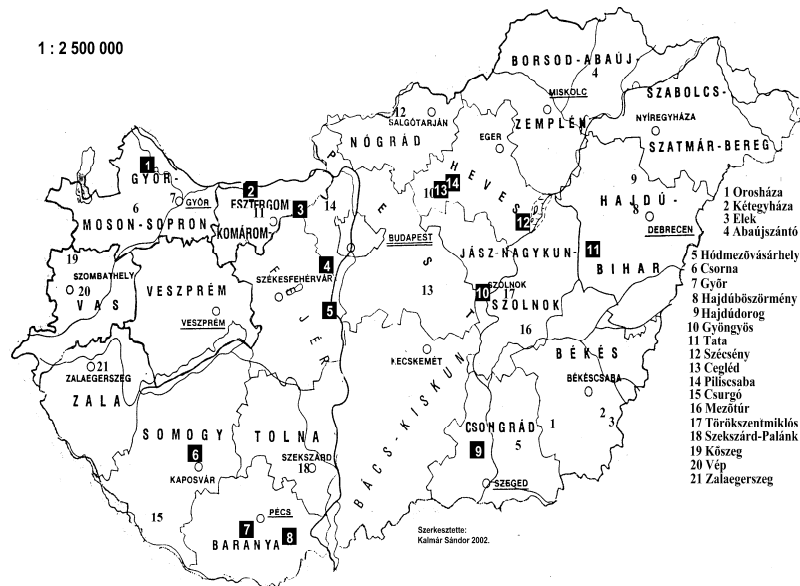 1 : 2 500 000
BORSOD-ABAÚJ-
4
MISKOLC
ZEMPLÉN
SZABOLCS-
NYÍREGYHÁZA
SZATMÁR-BEREG
12
SALGÓTARJÁN
NÓGRÁD
EGER
HEVES
10
13
14
12
1
GYŐR-
7
GYŐR
6
MOSON-SOPRON
2
ESZTERGOM
3
11
KOMÁROM-
14
PEST
BUDAPEST
13
9
HAJDÚ-
8
DEBRECEN
11
BIHAR
JÁSZ-NAGYKUN-
SZOLNOK
10
17
SZOLNOK
16
19
SZOMBATHELY
20
VAS
VESZPRÉM
VESZPRÉM
4
SZÉKESFEHÉRVÁR
FEJÉR
5
21
ZALAEGERSZEG
ZALA
KECSKEMÉT
BÁCS-KISKUN
BÉKÉS
BÉKÉSCSABA
1
2
3
SOMOGY
6
KAPOSVÁR
15
TOLNA
SZEKSZÁRD
18
CSONGRÁD
9
5
SZEGED
PÉCS
7
8
BARANYA
1 Orosháza
2 Kétegyháza
3 Elek
4 Abaújszántó
5 Hódmezõvásárhely
6 Csorna
7 Gyõr
8 Hajdúböszörmény
9 Hajdúdorog
10 Gyöngyös
11 Tata
12 Szécsény
13 Cegléd
14 Piliscsaba
15 Csurgó
16 Mezõtúr
17 Törökszentmiklós
18 Szekszárd-Palánk
19 Kõszeg
20 Vép
21 Zalaegerszeg
Szerkesztette:
Kalmár Sándor 2002.